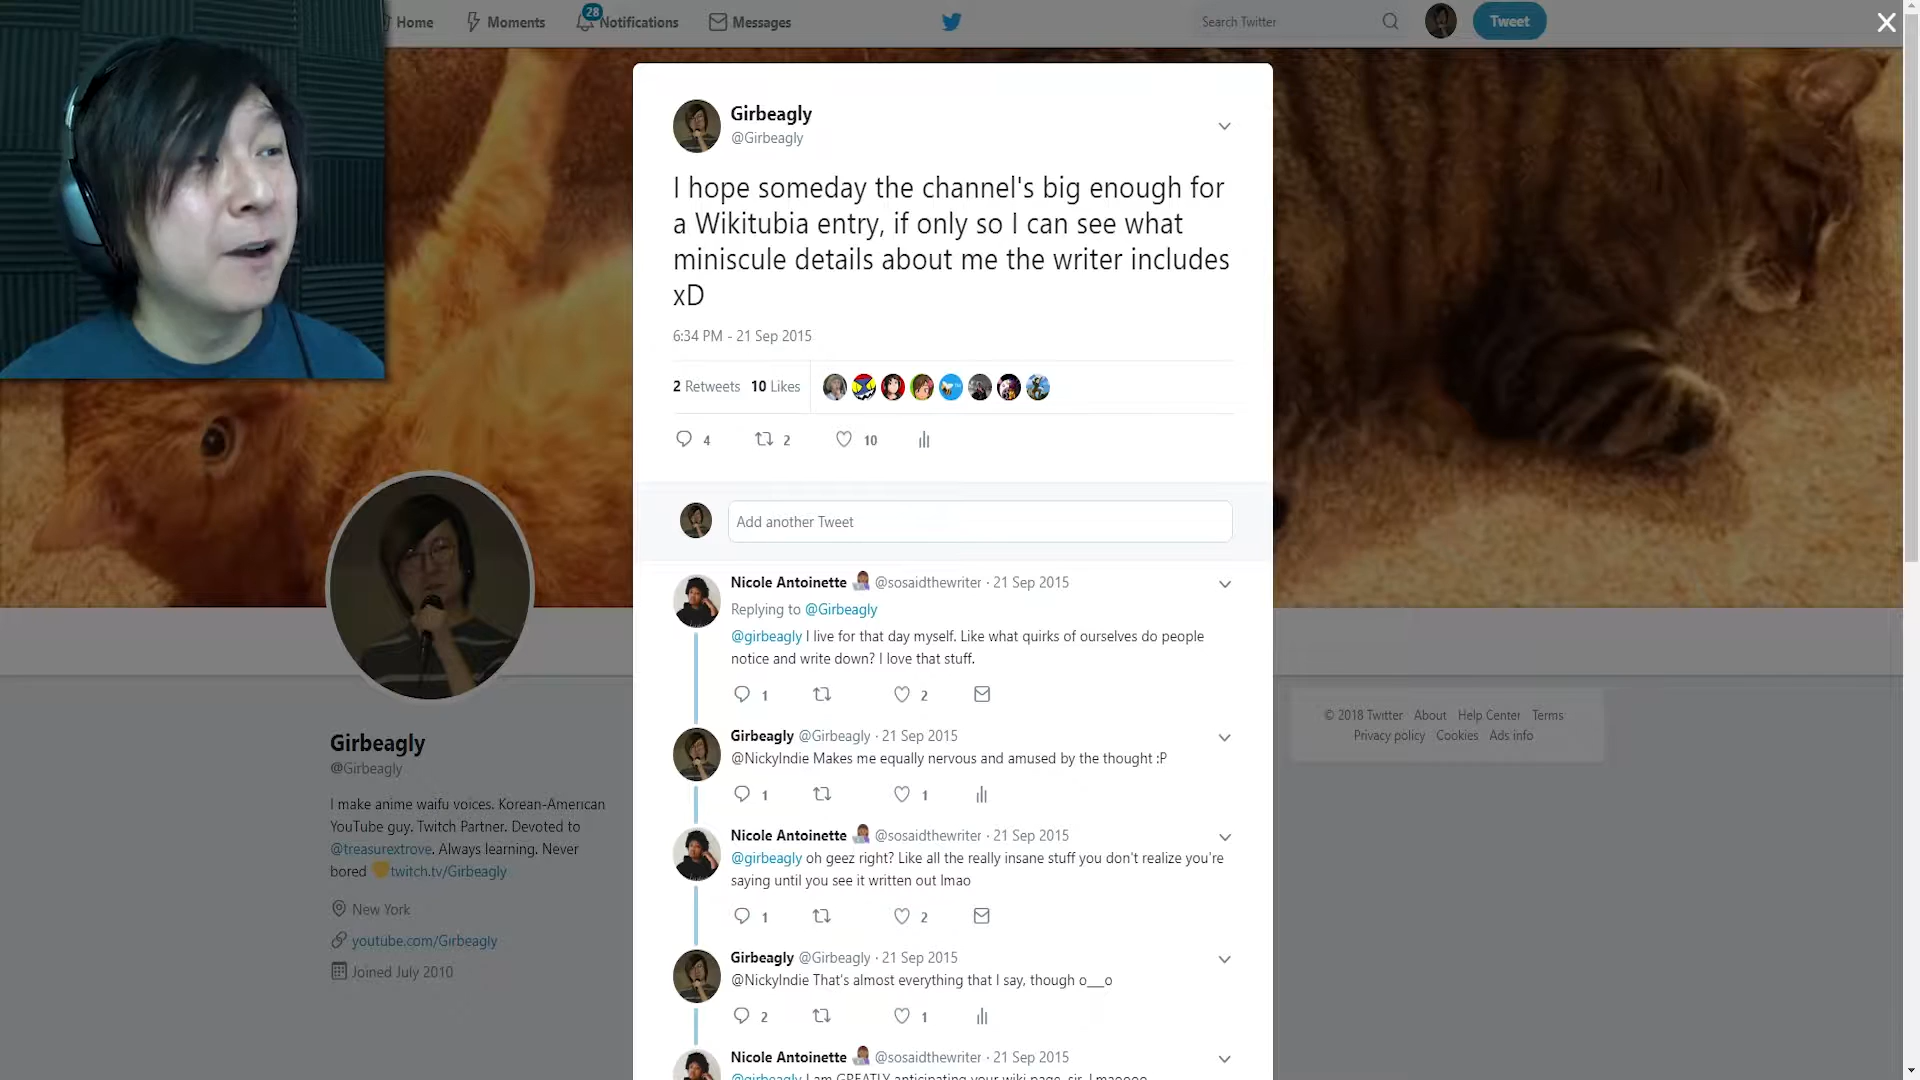 Home
Moments
28
Notifications
Messages
Search Twitter
Tweet
Girbeagly
@Girbeagly
I hope someday the channel's big enough for
a Wikitubia entry, if only so I can see what
miniscule details about me the writer includes
xD
6:34 PM - 21 Sep 2015
2 Retweets 10 Likes
4 2 10
Add another Tweet
Nicole Antoinette @sosaidthewriter · 21 Sep 2015
Replying to @Girbeagly
@girbeagly I live for that day myself. Like what quirks of ourselves do people
notice and write down? I love that stuff.
1 2
Girbeagly @Girbeagly · 21 Sep 2015
@NickyIndie Makes me equally nervous and amused by the thought :P
1 1
Nicole Antoinette @sosaidthewriter · 21 Sep 2015
@girbeagly oh geez right? Like all the really insane stuff you don't realize you're
saying until you see it written out lmao
1 2
Girbeagly @Girbeagly · 21 Sep 2015
@NickyIndie That's almost everything that I say, though o__o
2 1
Nicole Antoinette @sosaidthewriter · 21 Sep 2015
@girbeagly I am GREATLY anticipating your wiki page, sir. Lmaoooo
Girbeagly
@Girbeagly
I make anime waifu voices. Korean-American
YouTube guy. Twitch Partner. Devoted to
@treasurextrove. Always learning. Never
bored twitch.tv/Girbeagly
New York
youtube.com/Girbeagly
Joined July 2010
© 2018 Twitter About Help Center Terms
Privacy policy Cookies Ads info